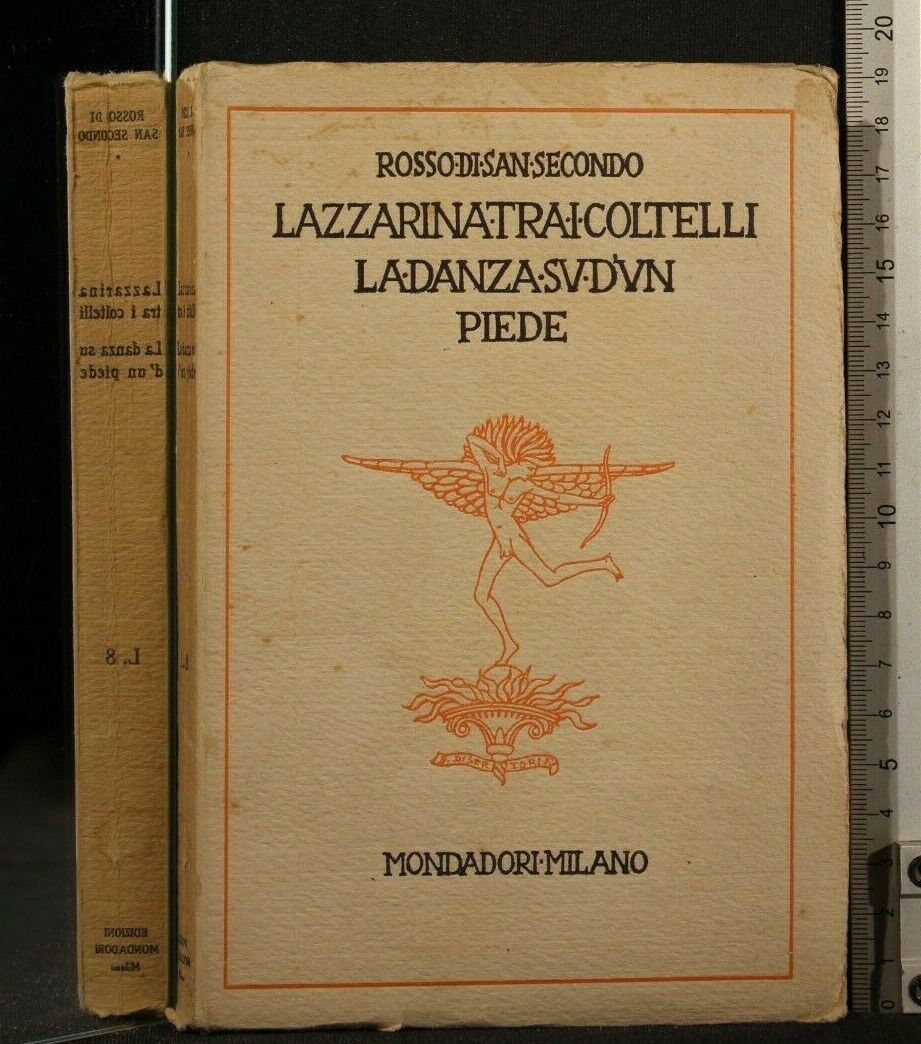 ROSSO·DI·SAN·SECONDO
LAZZARINA·TRA·I·COLTELLI
LA·DANZA·SV·D'VN
PIEDE
MONDADORI·MILANO
ROSSO DI
SAN SECONDO
Lazzarina
tra i coltelli
La danza su
d'un piede
L. 8
EDIZIONI
MONDADORI
Milano
20
19
18
17
16
15
14
13
12
11
10
9
8
7
6
5
4
3
2
1
0